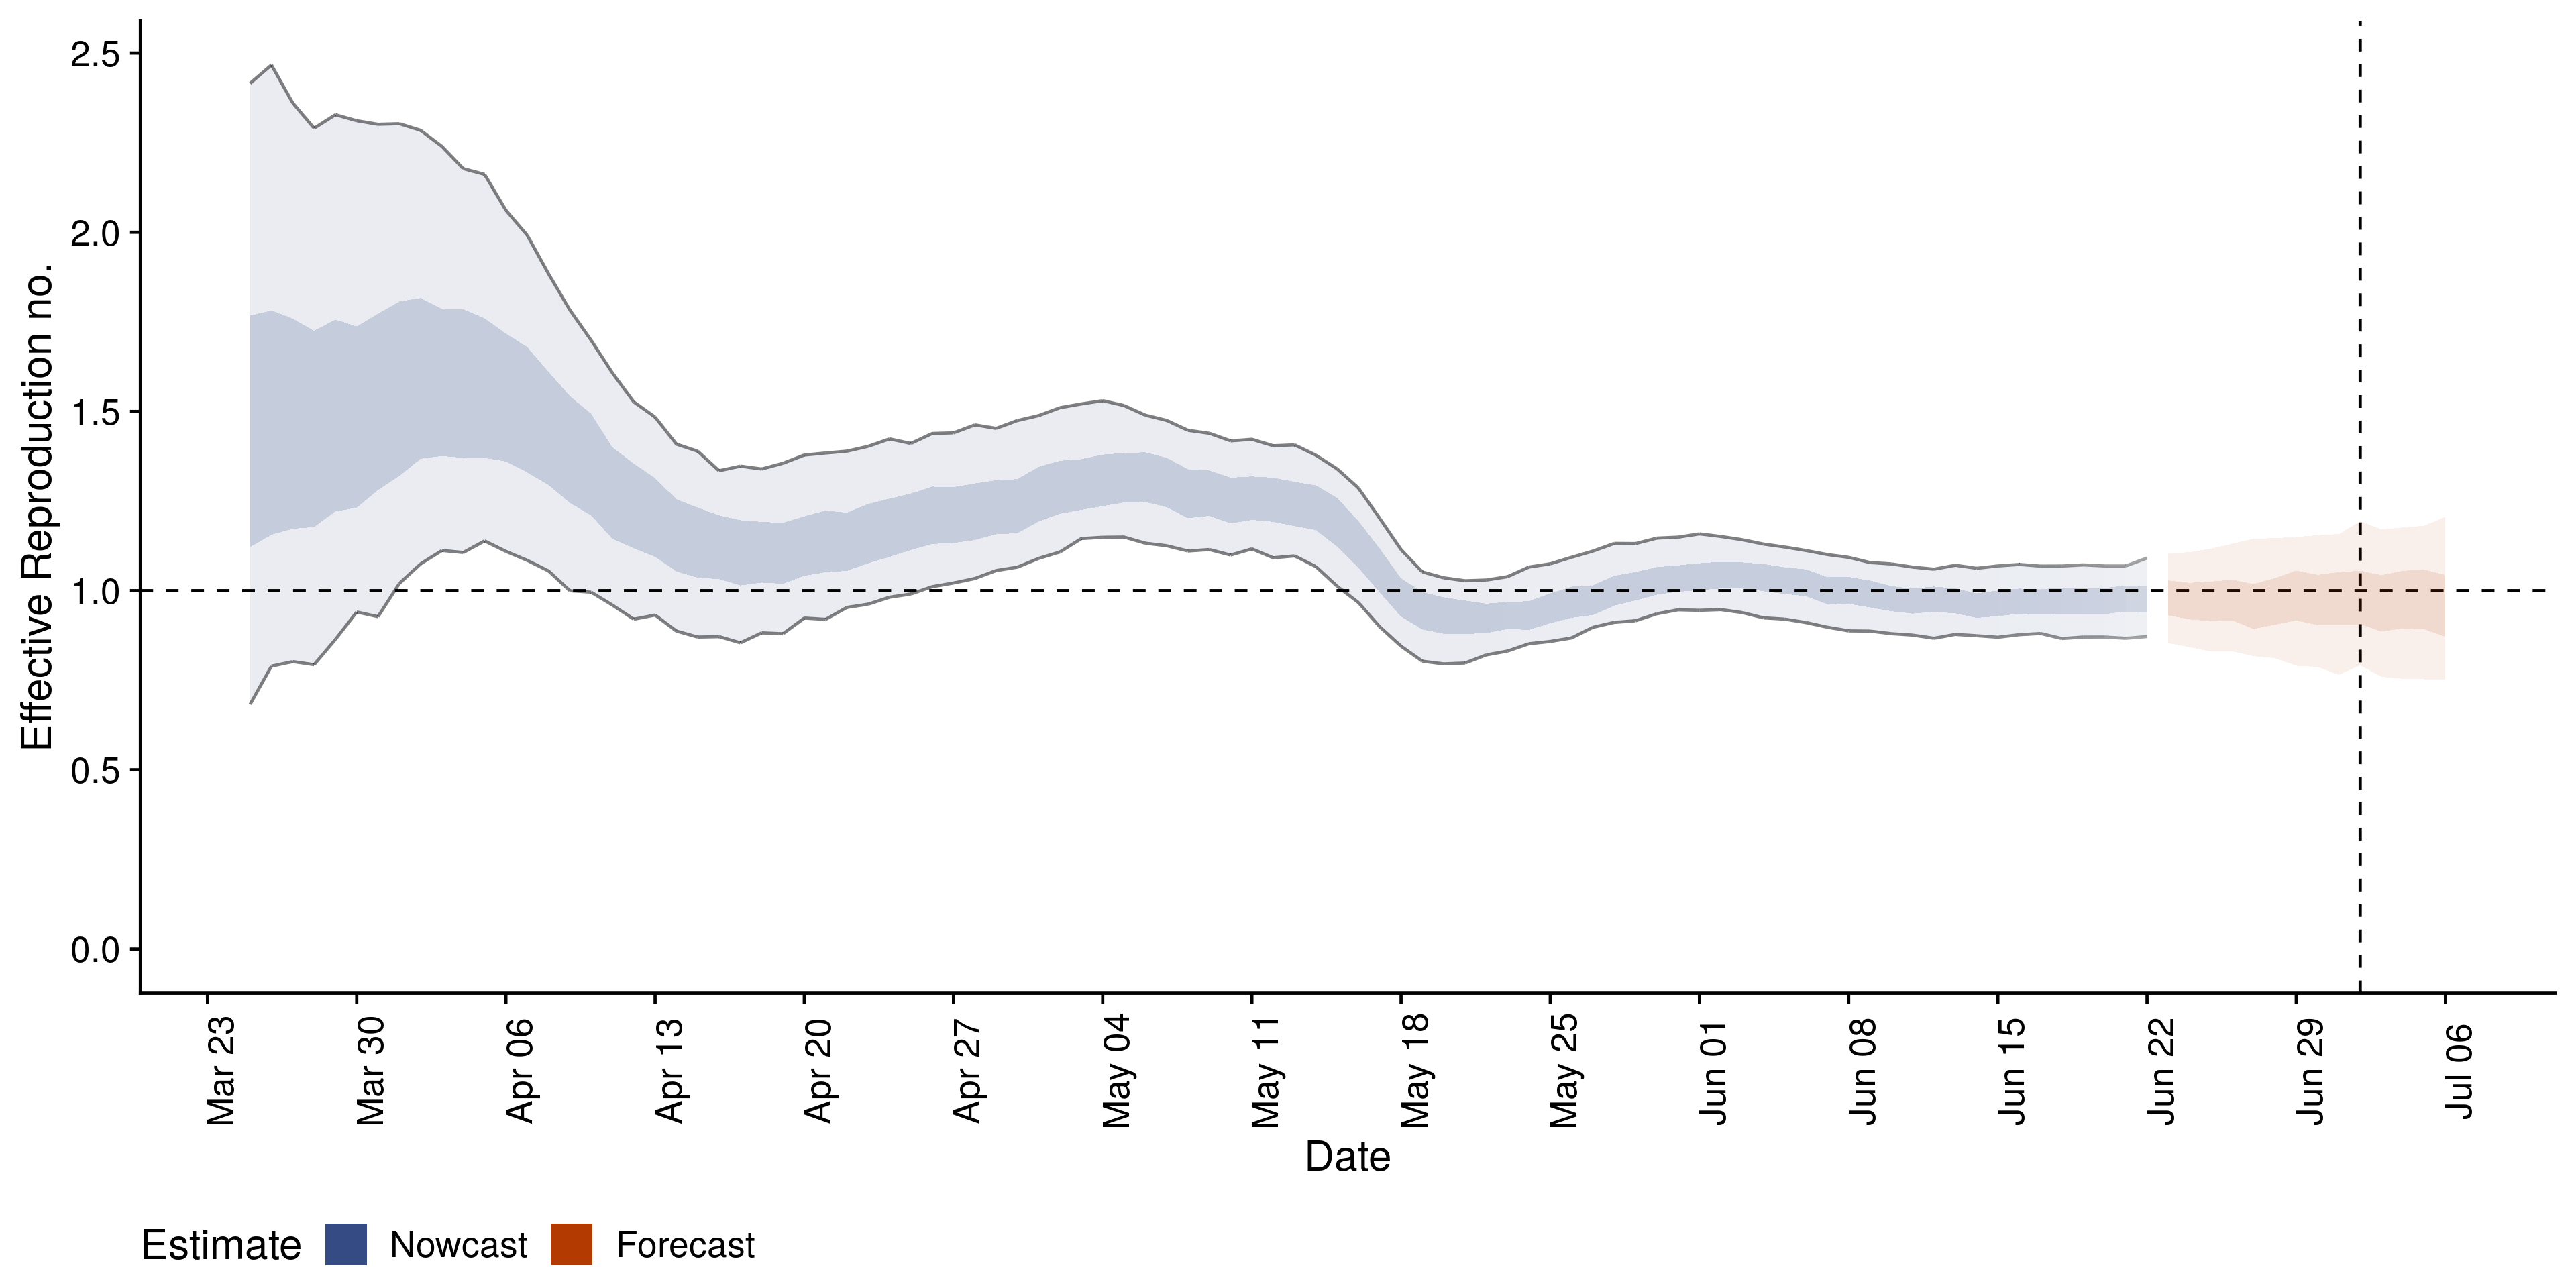 Effective Reproduction no.
2.5
2.0
1.5
1.0
0.5
0.0
Mar 23
Mar 30
Apr 06
Apr 13
Apr 20
Apr 27
May 04
May 11
May 18
May 25
Jun 01
Jun 08
Jun 15
Jun 22
Jun 29
Jul 06
Date
Estimate Nowcast Forecast